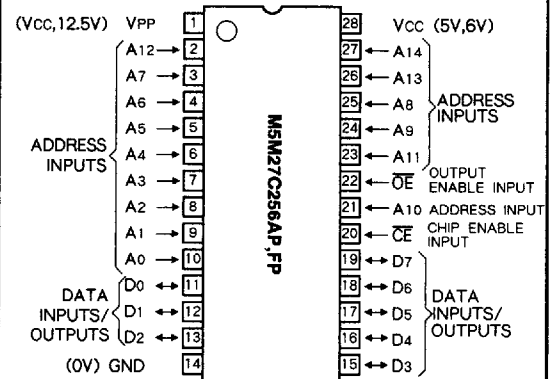 (VCC,12.5V) VPP 1
A12 2
A7 3
A6 4
A5 5
A4 6
A3 7
A2 8
A1 9
A0 10
D0 11
D1 12
D2 13
(0V) GND 14
ADDRESS
INPUTS
DATA
INPUTS/
OUTPUTS
M5M27C256AP,FP
28 VCC (5V,6V)
27 A14
26 A13
25 A8
24 A9
23 A11
22 OE OUTPUT
ENABLE INPUT
21 A10 ADDRESS INPUT
20 CE CHIP ENABLE
INPUT
19 D7
18 D6
17 D5
16 D4
15 D3
ADDRESS
INPUTS
DATA
INPUTS/
OUTPUTS